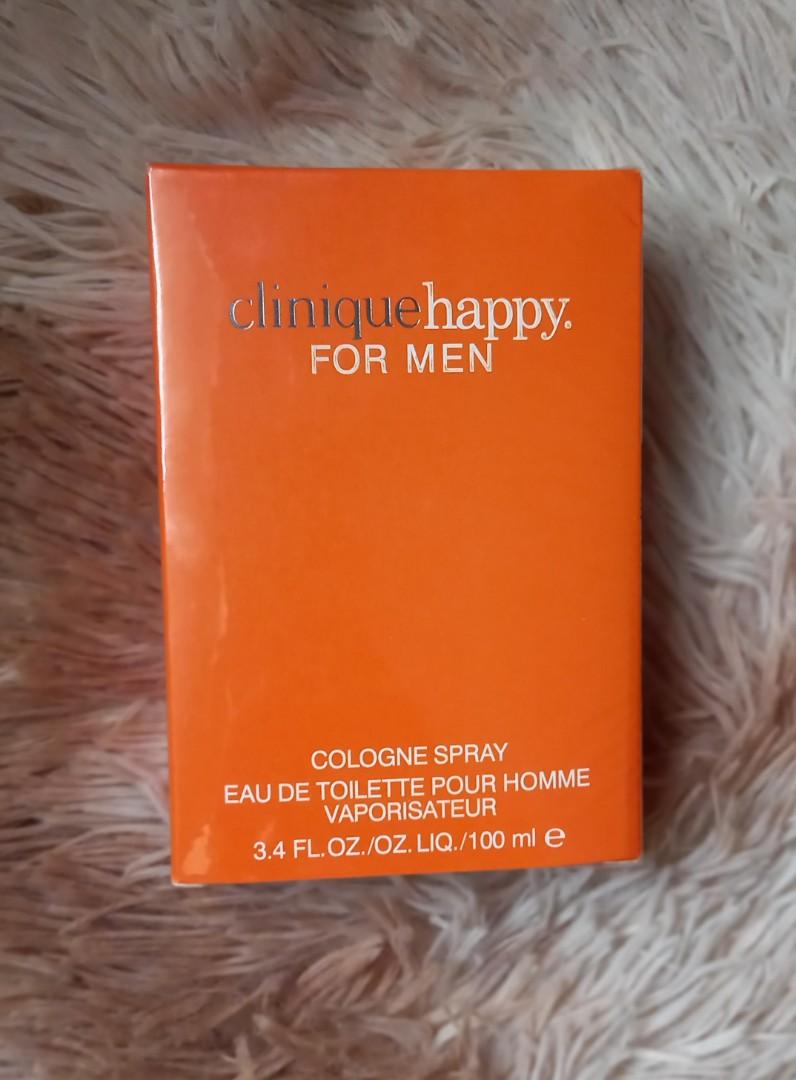 cliniquehappy.
FOR MEN
COLOGNE SPRAY
EAU DE TOILETTE POUR HOMME
VAPORISATEUR
3.4 FL.OZ./OZ. LIQ./100 ml ℮